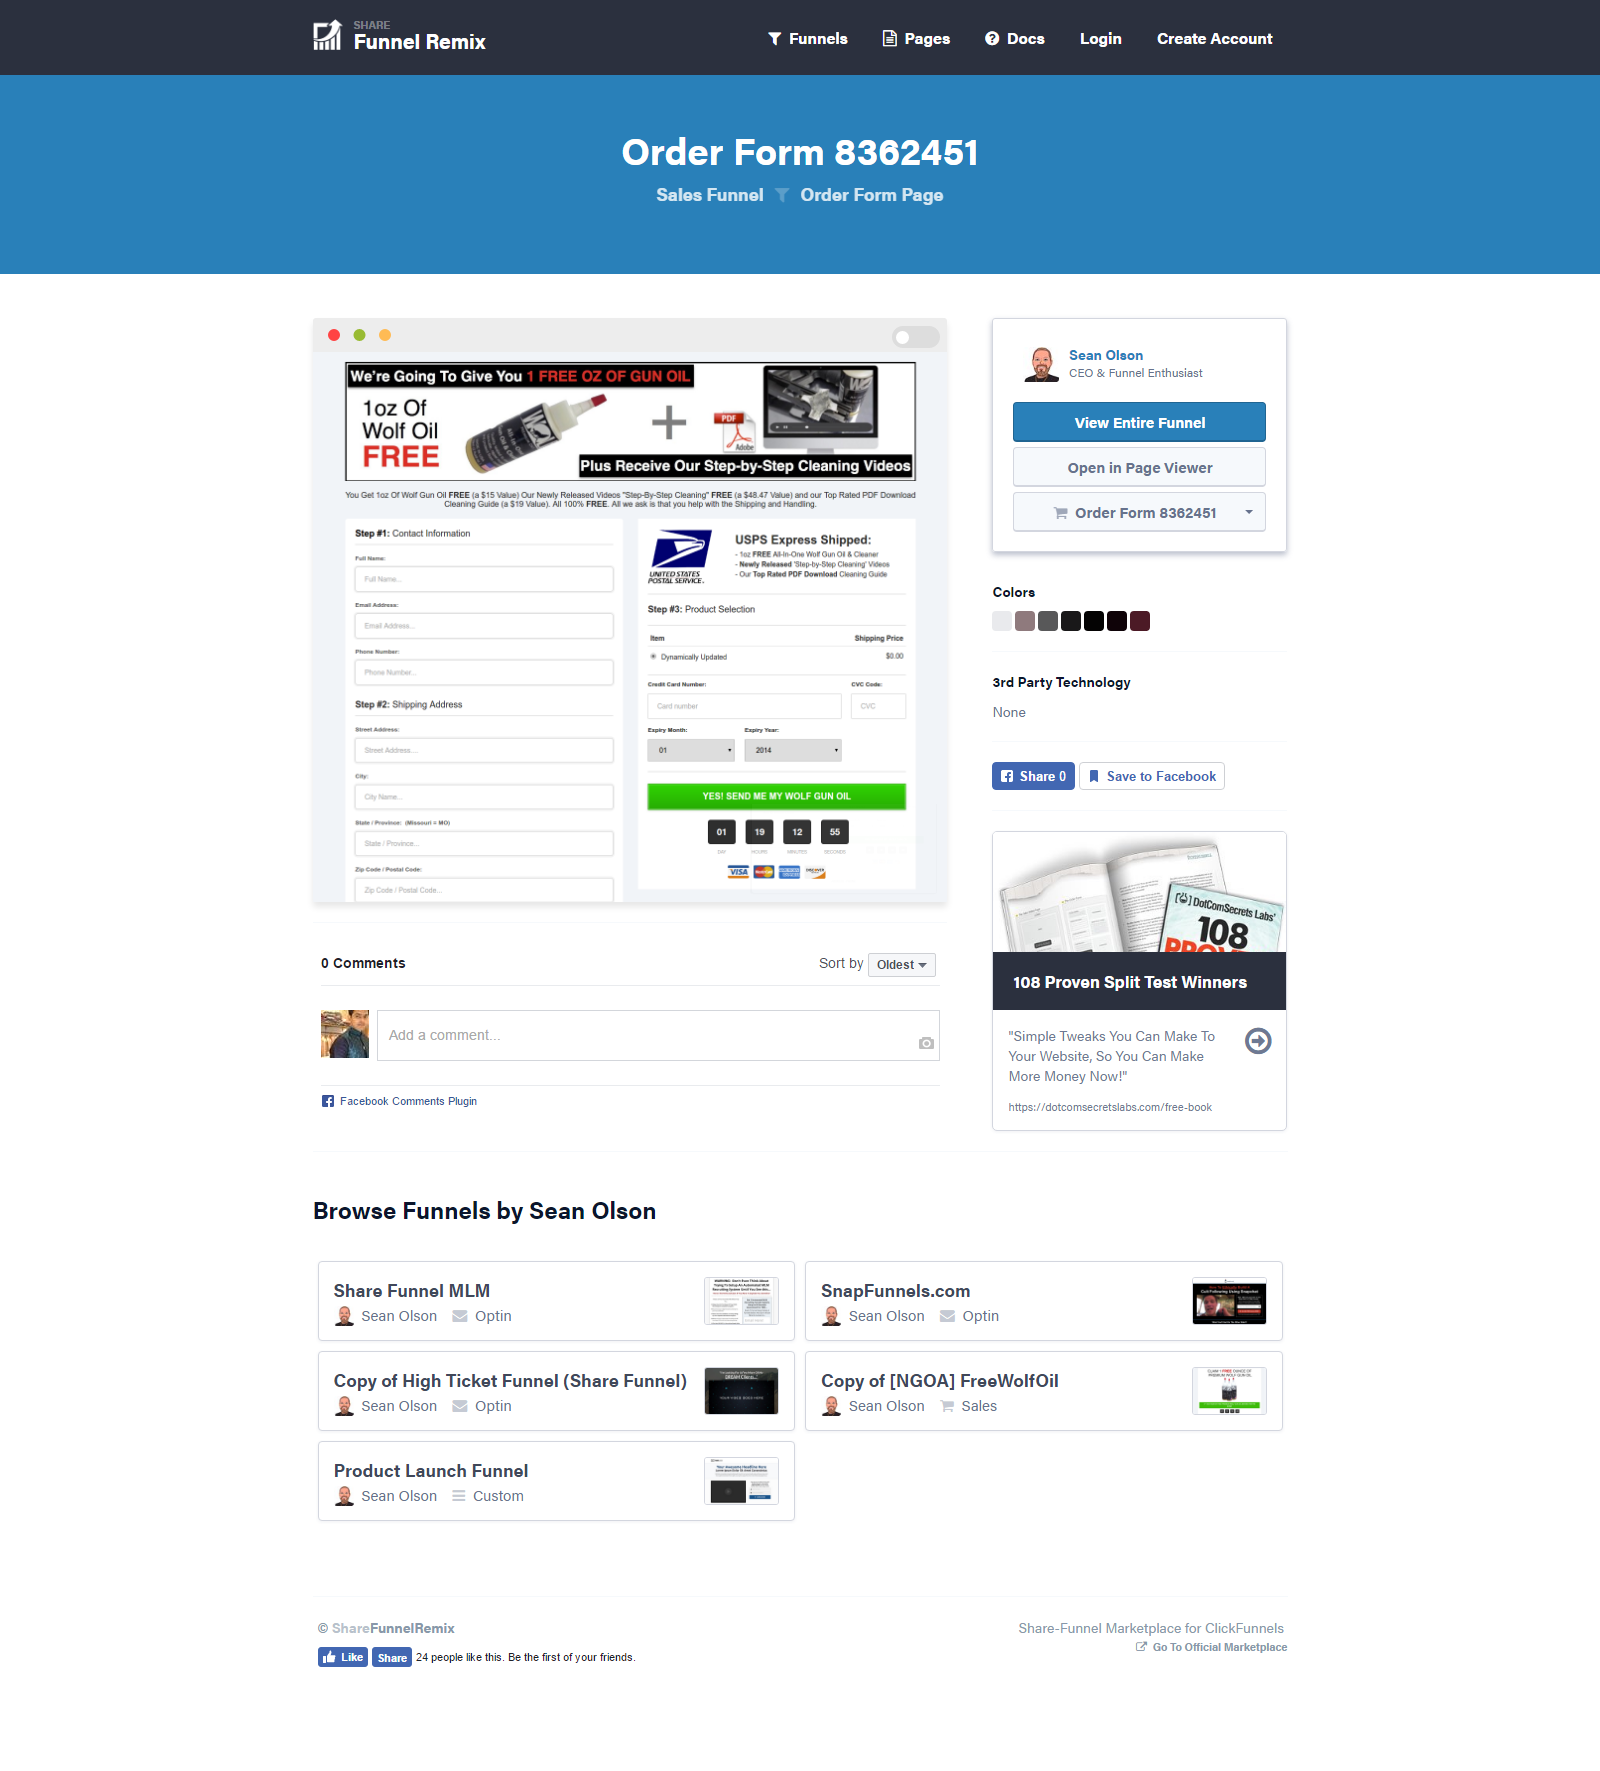 SHARE
Funnel Remix
Funnels
Pages
Docs
Login
Create Account
Order Form 8362451
Sales Funnel
Order Form Page
We're Going To Give You 1 FREE OZ OF GUN OIL
1oz Of
Wolf Oil
FREE
PDF
Adobe
Plus Receive Our Step-by-Step Cleaning Videos
You Get 1oz Of Wolf Gun Oil FREE (a $15 Value) Our Newly Released Videos "Step-By-Step Cleaning" FREE (a $48.47 Value) and our Top Rated PDF Download
Cleaning Guide (a $19 Value). All 100% FREE. All we ask is that you help with the Shipping and Handling.
Step #1: Contact Information
Full Name:
Full Name...
Email Address:
Email Address...
Phone Number:
Phone Number...
Step #2: Shipping Address
Street Address:
Street Address...
City:
City Name...
State / Province: (Missouri = MO)
State / Province...
Zip Code / Postal Code:
Zip Code / Postal Code...
UNITED STATES
POSTAL SERVICE.
USPS Express Shipped:
- 1oz FREE All-In-One Wolf Gun Oil & Cleaner
- Newly Released 'Step-by-Step Cleaning' Videos
- Our Top Rated PDF Download Cleaning Guide
Step #3: Product Selection
Item
Shipping Price
Dynamically Updated
$0.00
Credit Card Number:
CVC Code:
Card number
CVC
Expiry Month:
Expiry Year:
01
2014
YES! SEND ME MY WOLF GUN OIL
01 19 12 55
DAY HOURS MINUTES SECONDS
VISA
DISCOVER
Sean Olson
CEO & Funnel Enthusiast
View Entire Funnel
Open in Page Viewer
Order Form 8362451
Colors
3rd Party Technology
None
Share 0
Save to Facebook
DotComSecrets Labs'
108
PROVEN
108 Proven Split Test Winners
"Simple Tweaks You Can Make To
Your Website, So You Can Make
More Money Now!"
https://dotcomsecretslabs.com/free-book
0 Comments
Sort by
Oldest
Add a comment...
Facebook Comments Plugin
Browse Funnels by Sean Olson
Share Funnel MLM
Sean Olson
Optin
SnapFunnels.com
Sean Olson
Optin
Copy of High Ticket Funnel (Share Funnel)
Sean Olson
Optin
Copy of [NGOA] FreeWolfOil
Sean Olson
Sales
Product Launch Funnel
Sean Olson
Custom
© ShareFunnelRemix
Like
Share
24 people like this. Be the first of your friends.
Share-Funnel Marketplace for ClickFunnels
Go To Official Marketplace